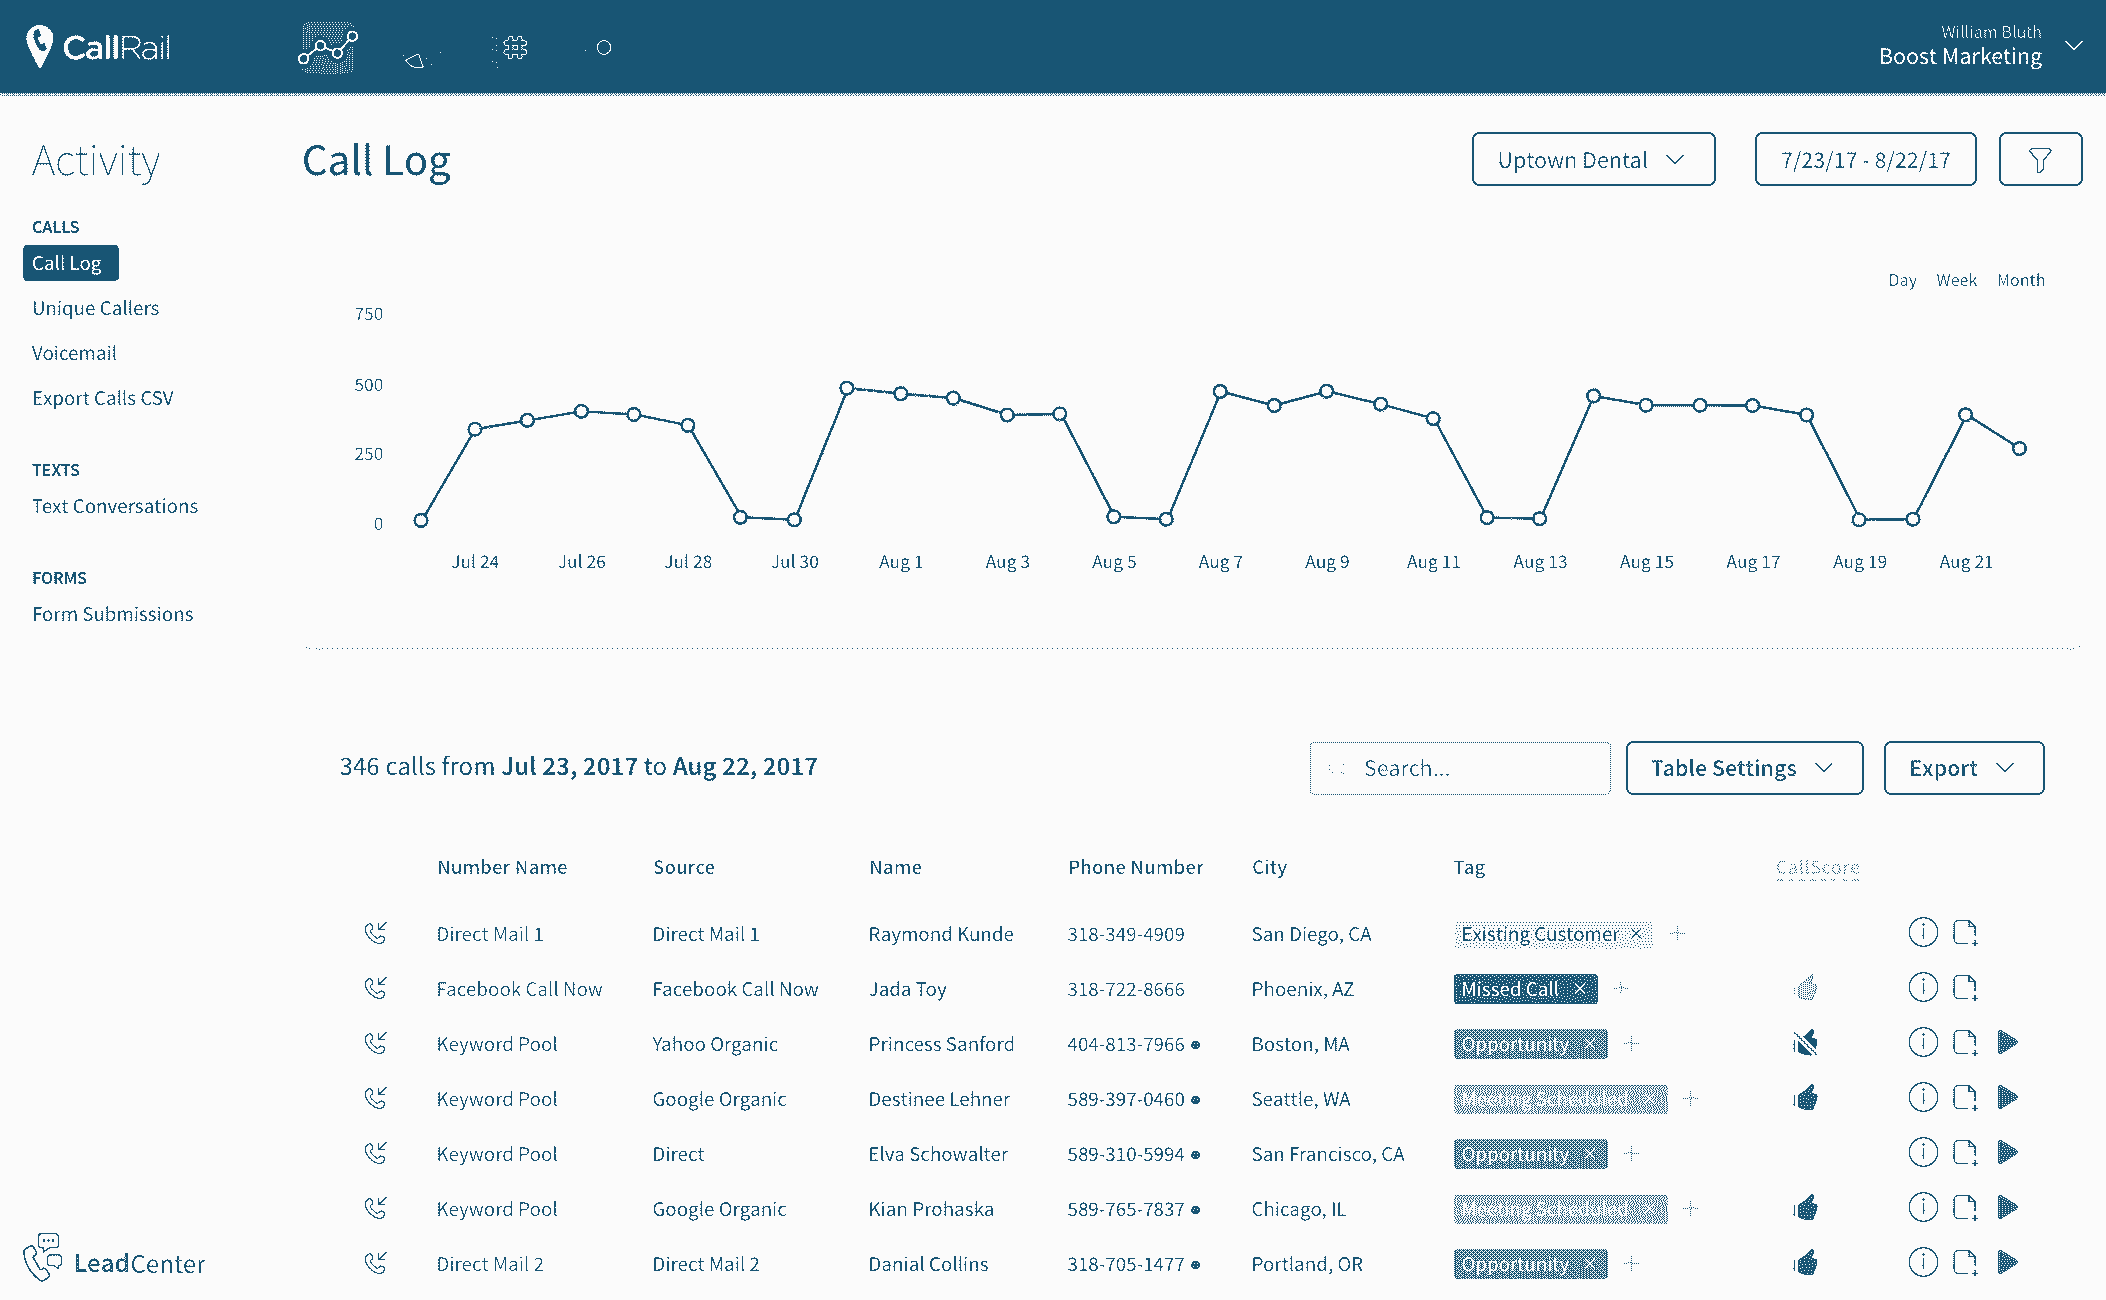 CallRail
William Bluth
Boost Marketing
Activity
Call Log
Uptown Dental
7/23/17 - 8/22/17
CALLS
Call Log
Unique Callers
Voicemail
Export Calls CSV
TEXTS
Text Conversations
FORMS
Form Submissions
Day Week Month
750
500
250
0
Jul 24 Jul 26 Jul 28 Jul 30 Aug 1 Aug 3 Aug 5 Aug 7 Aug 9 Aug 11 Aug 13 Aug 15 Aug 17 Aug 19 Aug 21
346 calls from Jul 23, 2017 to Aug 22, 2017
Search...
Table Settings
Export
Number Name Source Name Phone Number City Tag CallScore
Direct Mail 1 Direct Mail 1 Raymond Kunde 318-349-4909 San Diego, CA Existing Customer × +
Facebook Call Now Facebook Call Now Jada Toy 318-722-8666 Phoenix, AZ Missed Call × +
Keyword Pool Yahoo Organic Princess Sanford 404-813-7966 Boston, MA Opportunity × +
Keyword Pool Google Organic Destinee Lehner 589-397-0460 Seattle, WA Meeting Scheduled × +
Keyword Pool Direct Elva Schowalter 589-310-5994 San Francisco, CA Opportunity × +
Keyword Pool Google Organic Kian Prohaska 589-765-7837 Chicago, IL Meeting Scheduled × +
Direct Mail 2 Direct Mail 2 Danial Collins 318-705-1477 Portland, OR Opportunity × +
LeadCenter